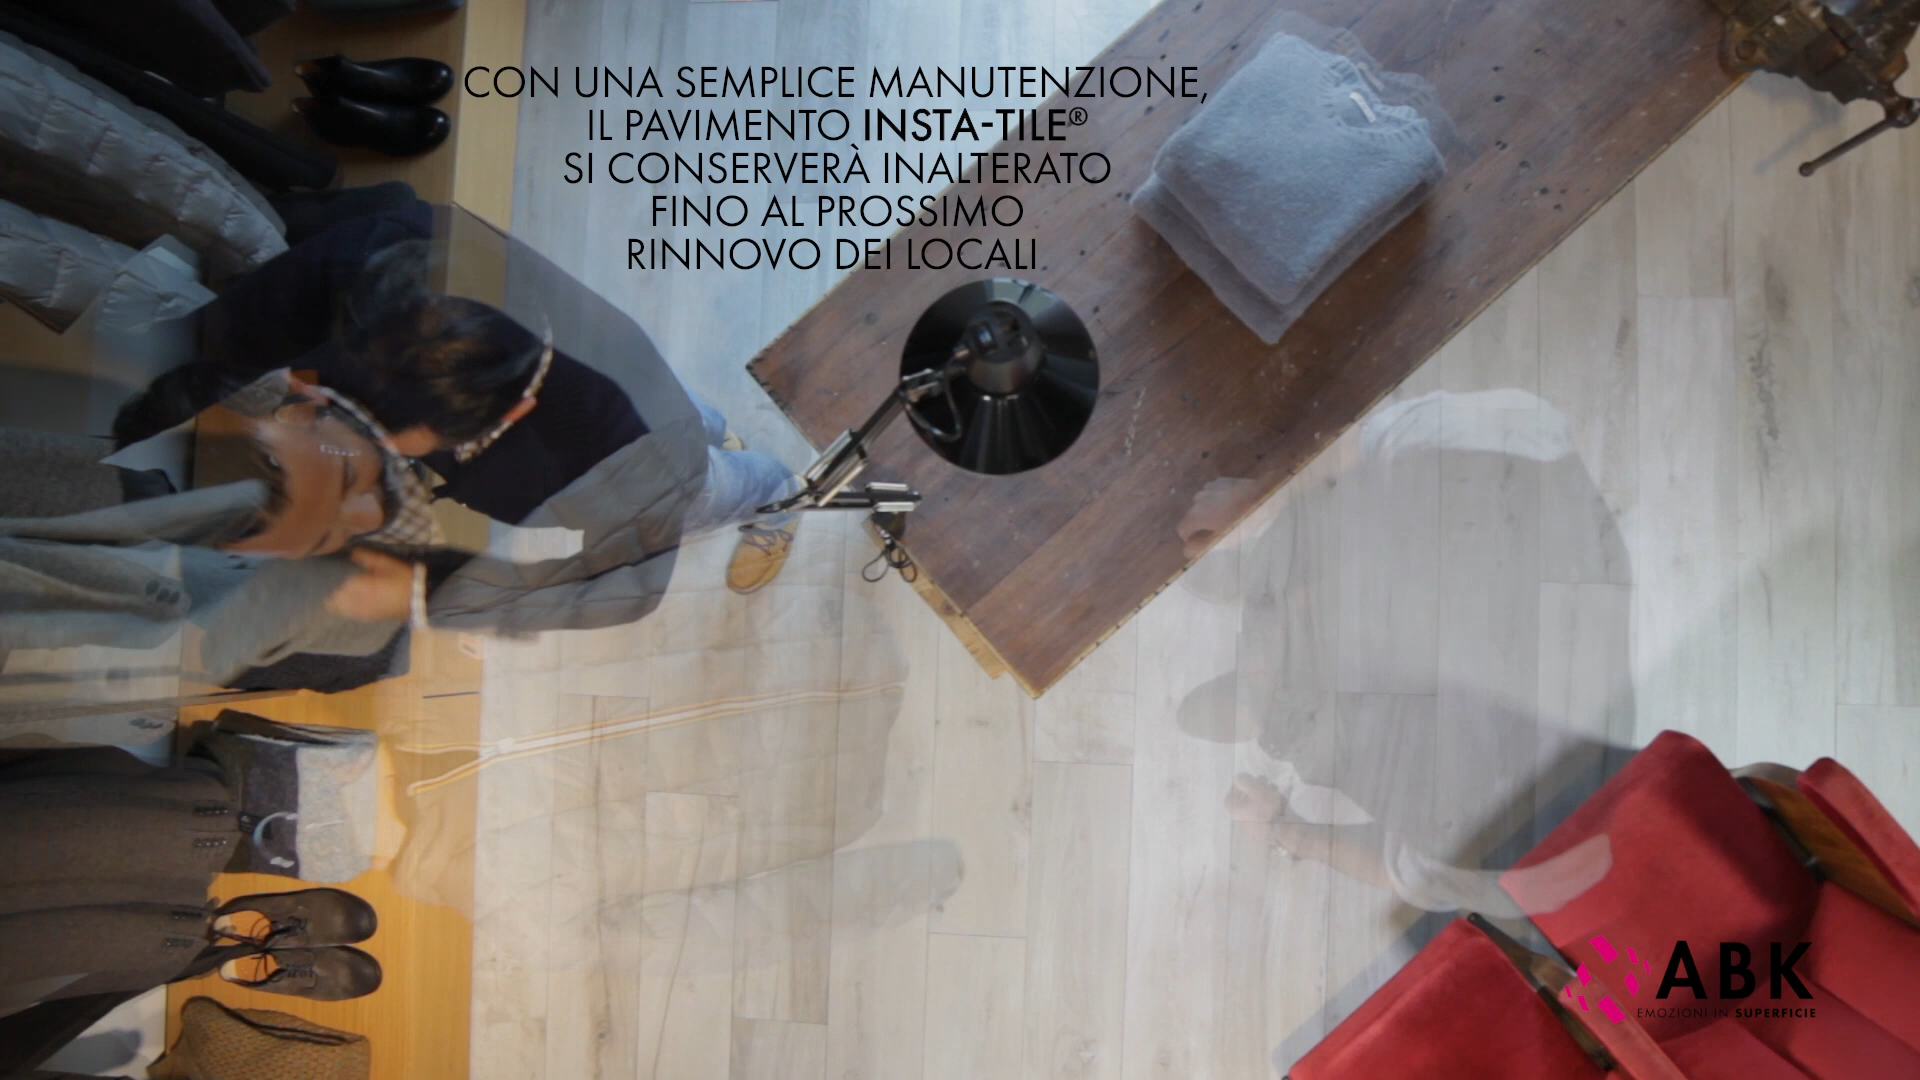 CON UNA SEMPLICE MANUTENZIONE,
IL PAVIMENTO INSTA-TILE®
SI CONSERVERÀ INALTERATO
FINO AL PROSSIMO
RINNOVO DEI LOCALI
ABK
EMOZIONI IN SUPERFICIE